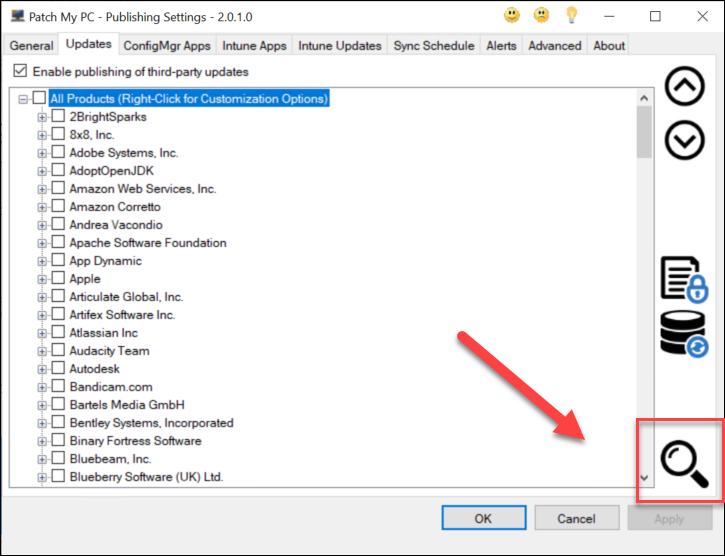 Patch My PC - Publishing Settings - 2.0.1.0
General Updates ConfigMgr Apps Intune Apps Intune Updates Sync Schedule Alerts Advanced About
Enable publishing of third-party updates
All Products (Right-Click for Customization Options)
2BrightSparks
8x8, Inc.
Adobe Systems, Inc.
AdoptOpenJDK
Amazon Web Services, Inc.
Amazon Corretto
Andrea Vacondio
Apache Software Foundation
App Dynamic
Apple
Articulate Global, Inc.
Artifex Software Inc.
Atlassian Inc
Audacity Team
Autodesk
Bandicam.com
Bartels Media GmbH
Bentley Systems, Incorporated
Binary Fortress Software
Bluebeam, Inc.
Blueberry Software (UK) Ltd.
OK Cancel Apply